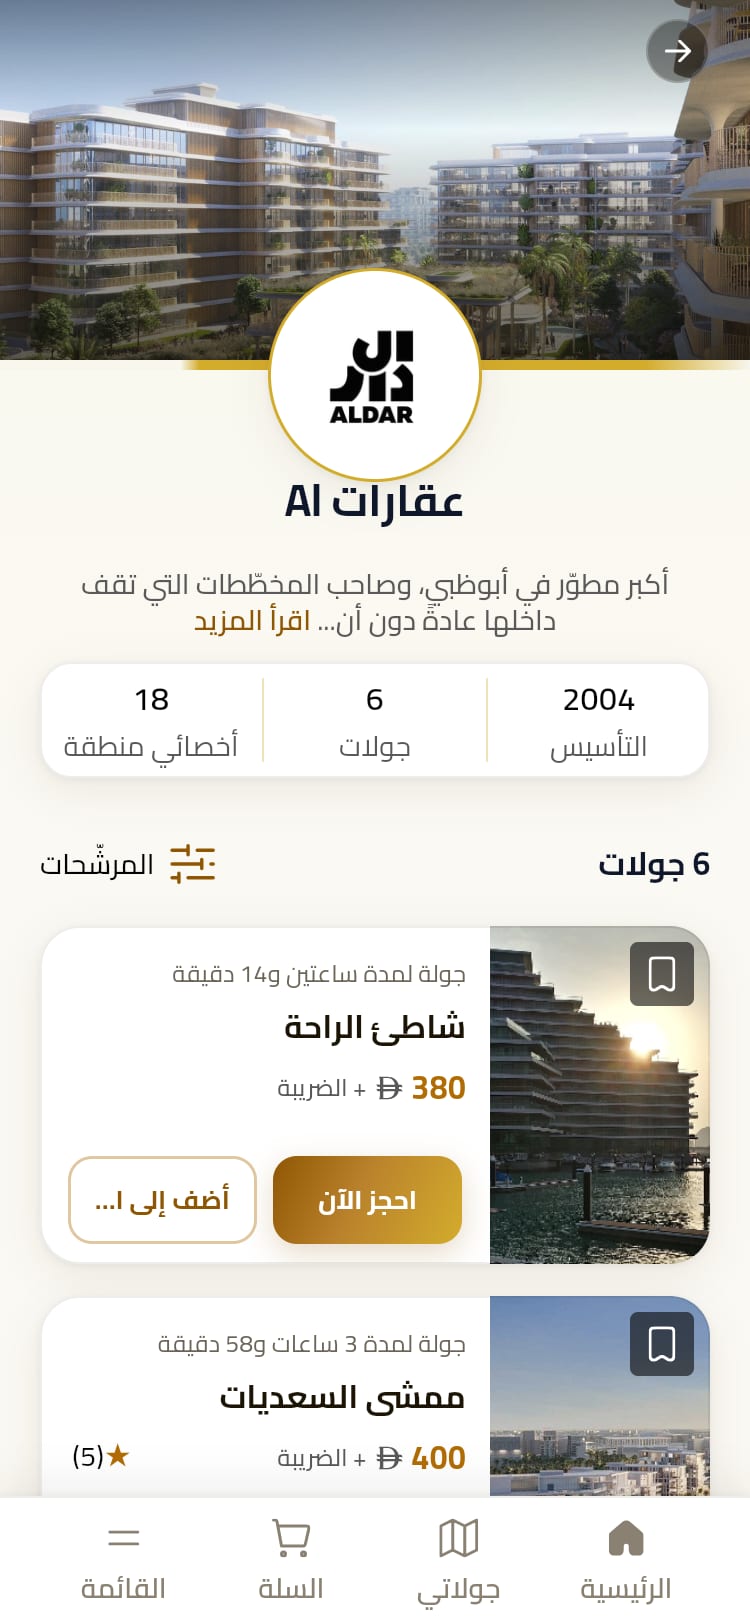 الدار
ALDAR
عقارات Al
أكبر مطوّر في أبوظبي، وصاحب المخطّطات التي تقف
داخلها عادةً دون أن... اقرأ المزيد
2004
التأسيس
6
جولات
18
أخصائي منطقة
6 جولات
المرشّحات
جولة لمدة ساعتين و14 دقيقة
شاطئ الراحة
380 + الضريبة
احجز الآن
أضف إلى ا...
جولة لمدة 3 ساعات و58 دقيقة
ممشى السعديات
400 + الضريبة
★(5)
الرئيسية
جولاتي
السلة
القائمة